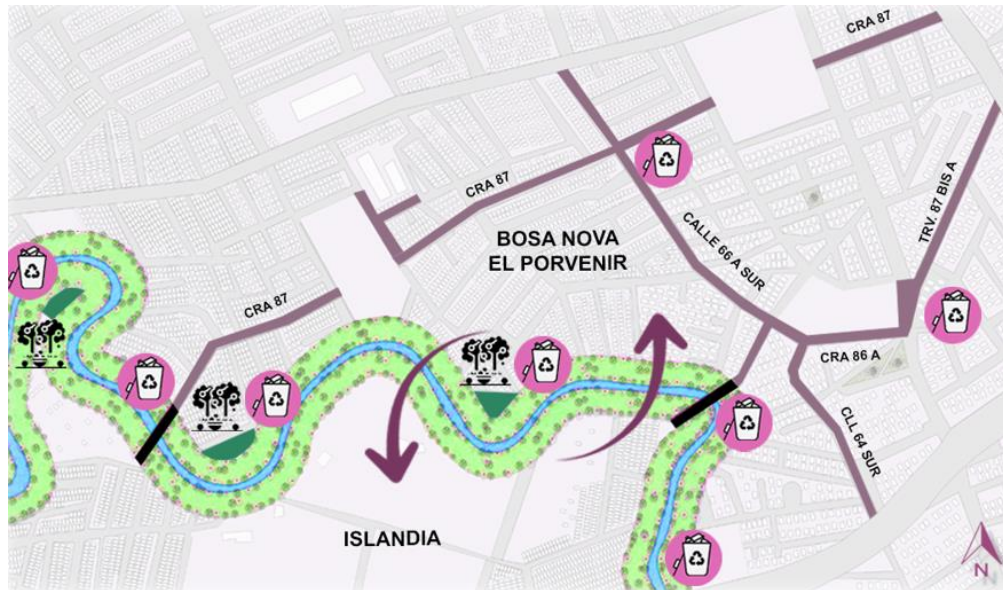 CRA 87
CRA 87
BOSA NOVA
EL PORVENIR
CALLE 66 A SUR
TRV. 87 BIS A
CRA 87
CRA 86 A
CLL 64 SUR
ISLANDIA
N